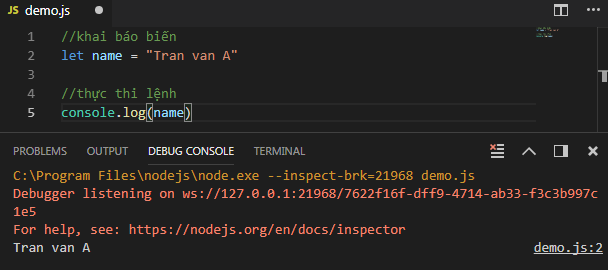 JS demo.js
1 //khai báo biến
2 let name = "Tran van A"
3
4 //thực thi lệnh
5 console.log(name)
PROBLEMS OUTPUT DEBUG CONSOLE TERMINAL
C:\Program Files\nodejs\node.exe --inspect-brk=21968 demo.js
Debugger listening on ws://127.0.0.1:21968/7622f16f-dff9-4714-ab33-f3c3b997c
1e5
For help, see: https://nodejs.org/en/docs/inspector
Tran van A demo.js:2